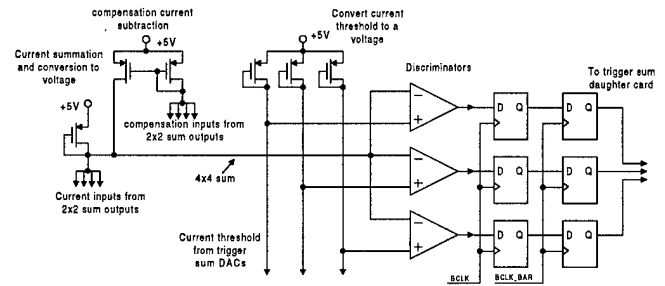 compensation current
subtraction
+5V
Current summation
and conversion to
voltage
+5V
compensation inputs from
2x2 sum outputs
Current inputs from
2x2 sum outputs
4x4 sum
Convert current
threshold to a
voltage
+5V
Current threshold
from trigger
sum DACs
Discriminators
To trigger sum
daughter card
−
+
D Q
D Q
−
+
D Q
D Q
−
+
D Q
D Q
BCLK
BCLK_BAR